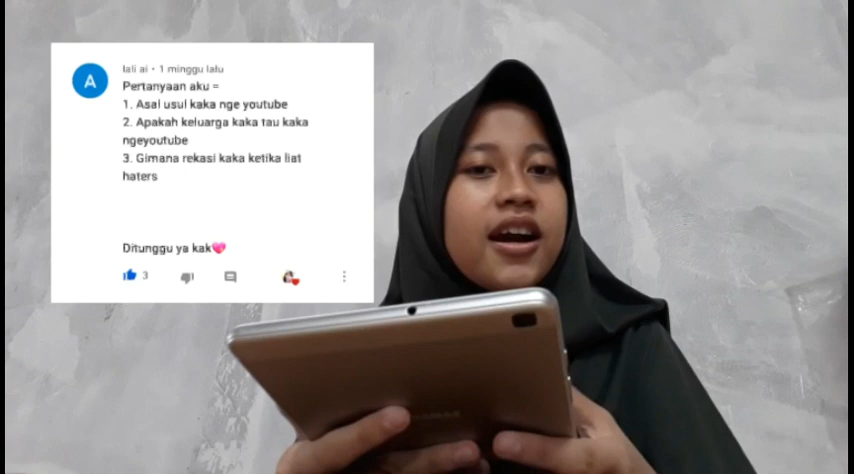 A
lali ai • 1 minggu lalu
Pertanyaan aku =
1. Asal usul kaka nge youtube
2. Apakah keluarga kaka tau kaka
ngeyoutube
3. Gimana rekasi kaka ketika liat
haters
Ditunggu ya kak💖
3